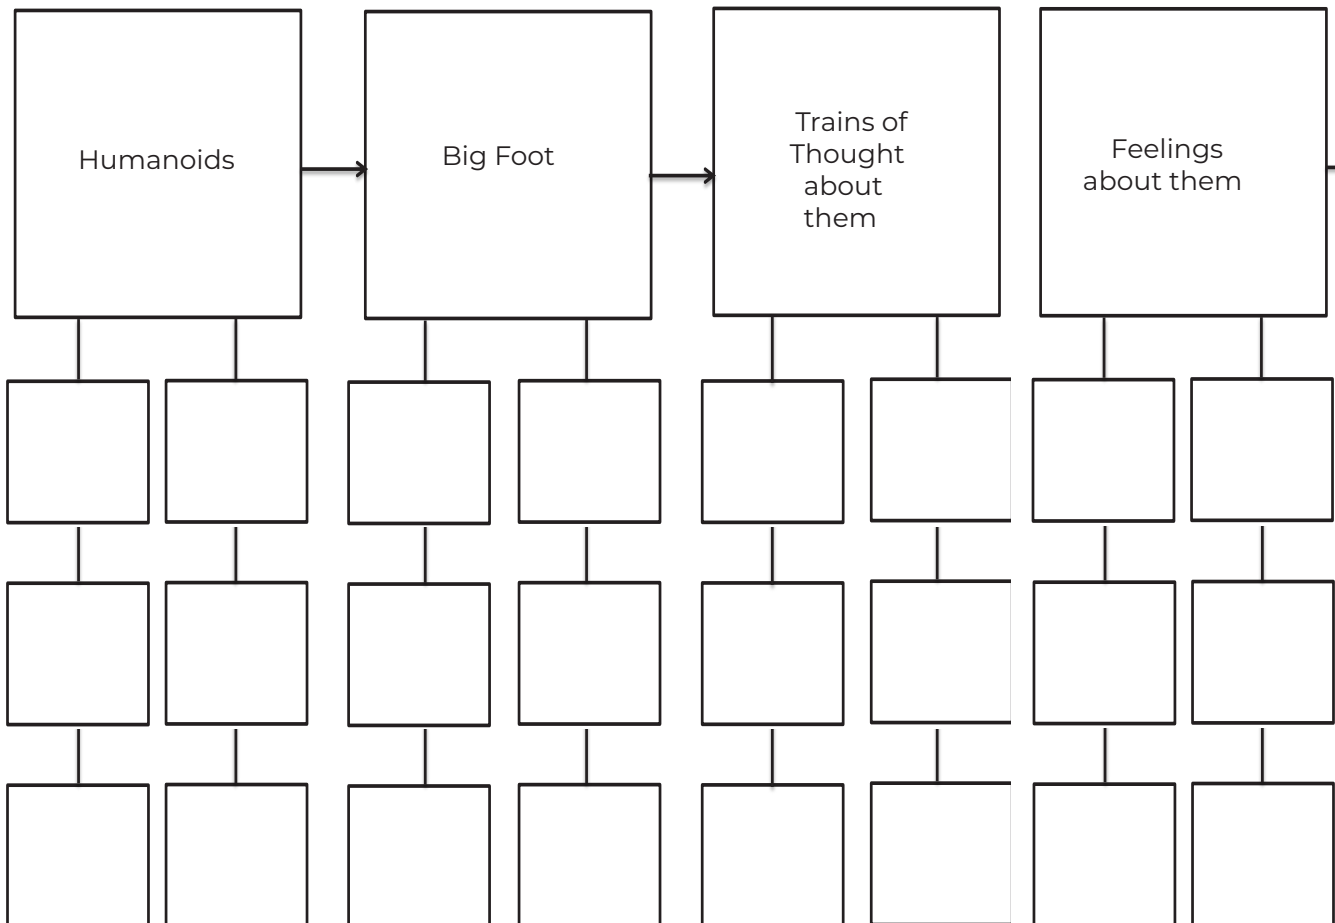 Humanoids
Big Foot
Trains of
Thought
about
them
Feelings
about them